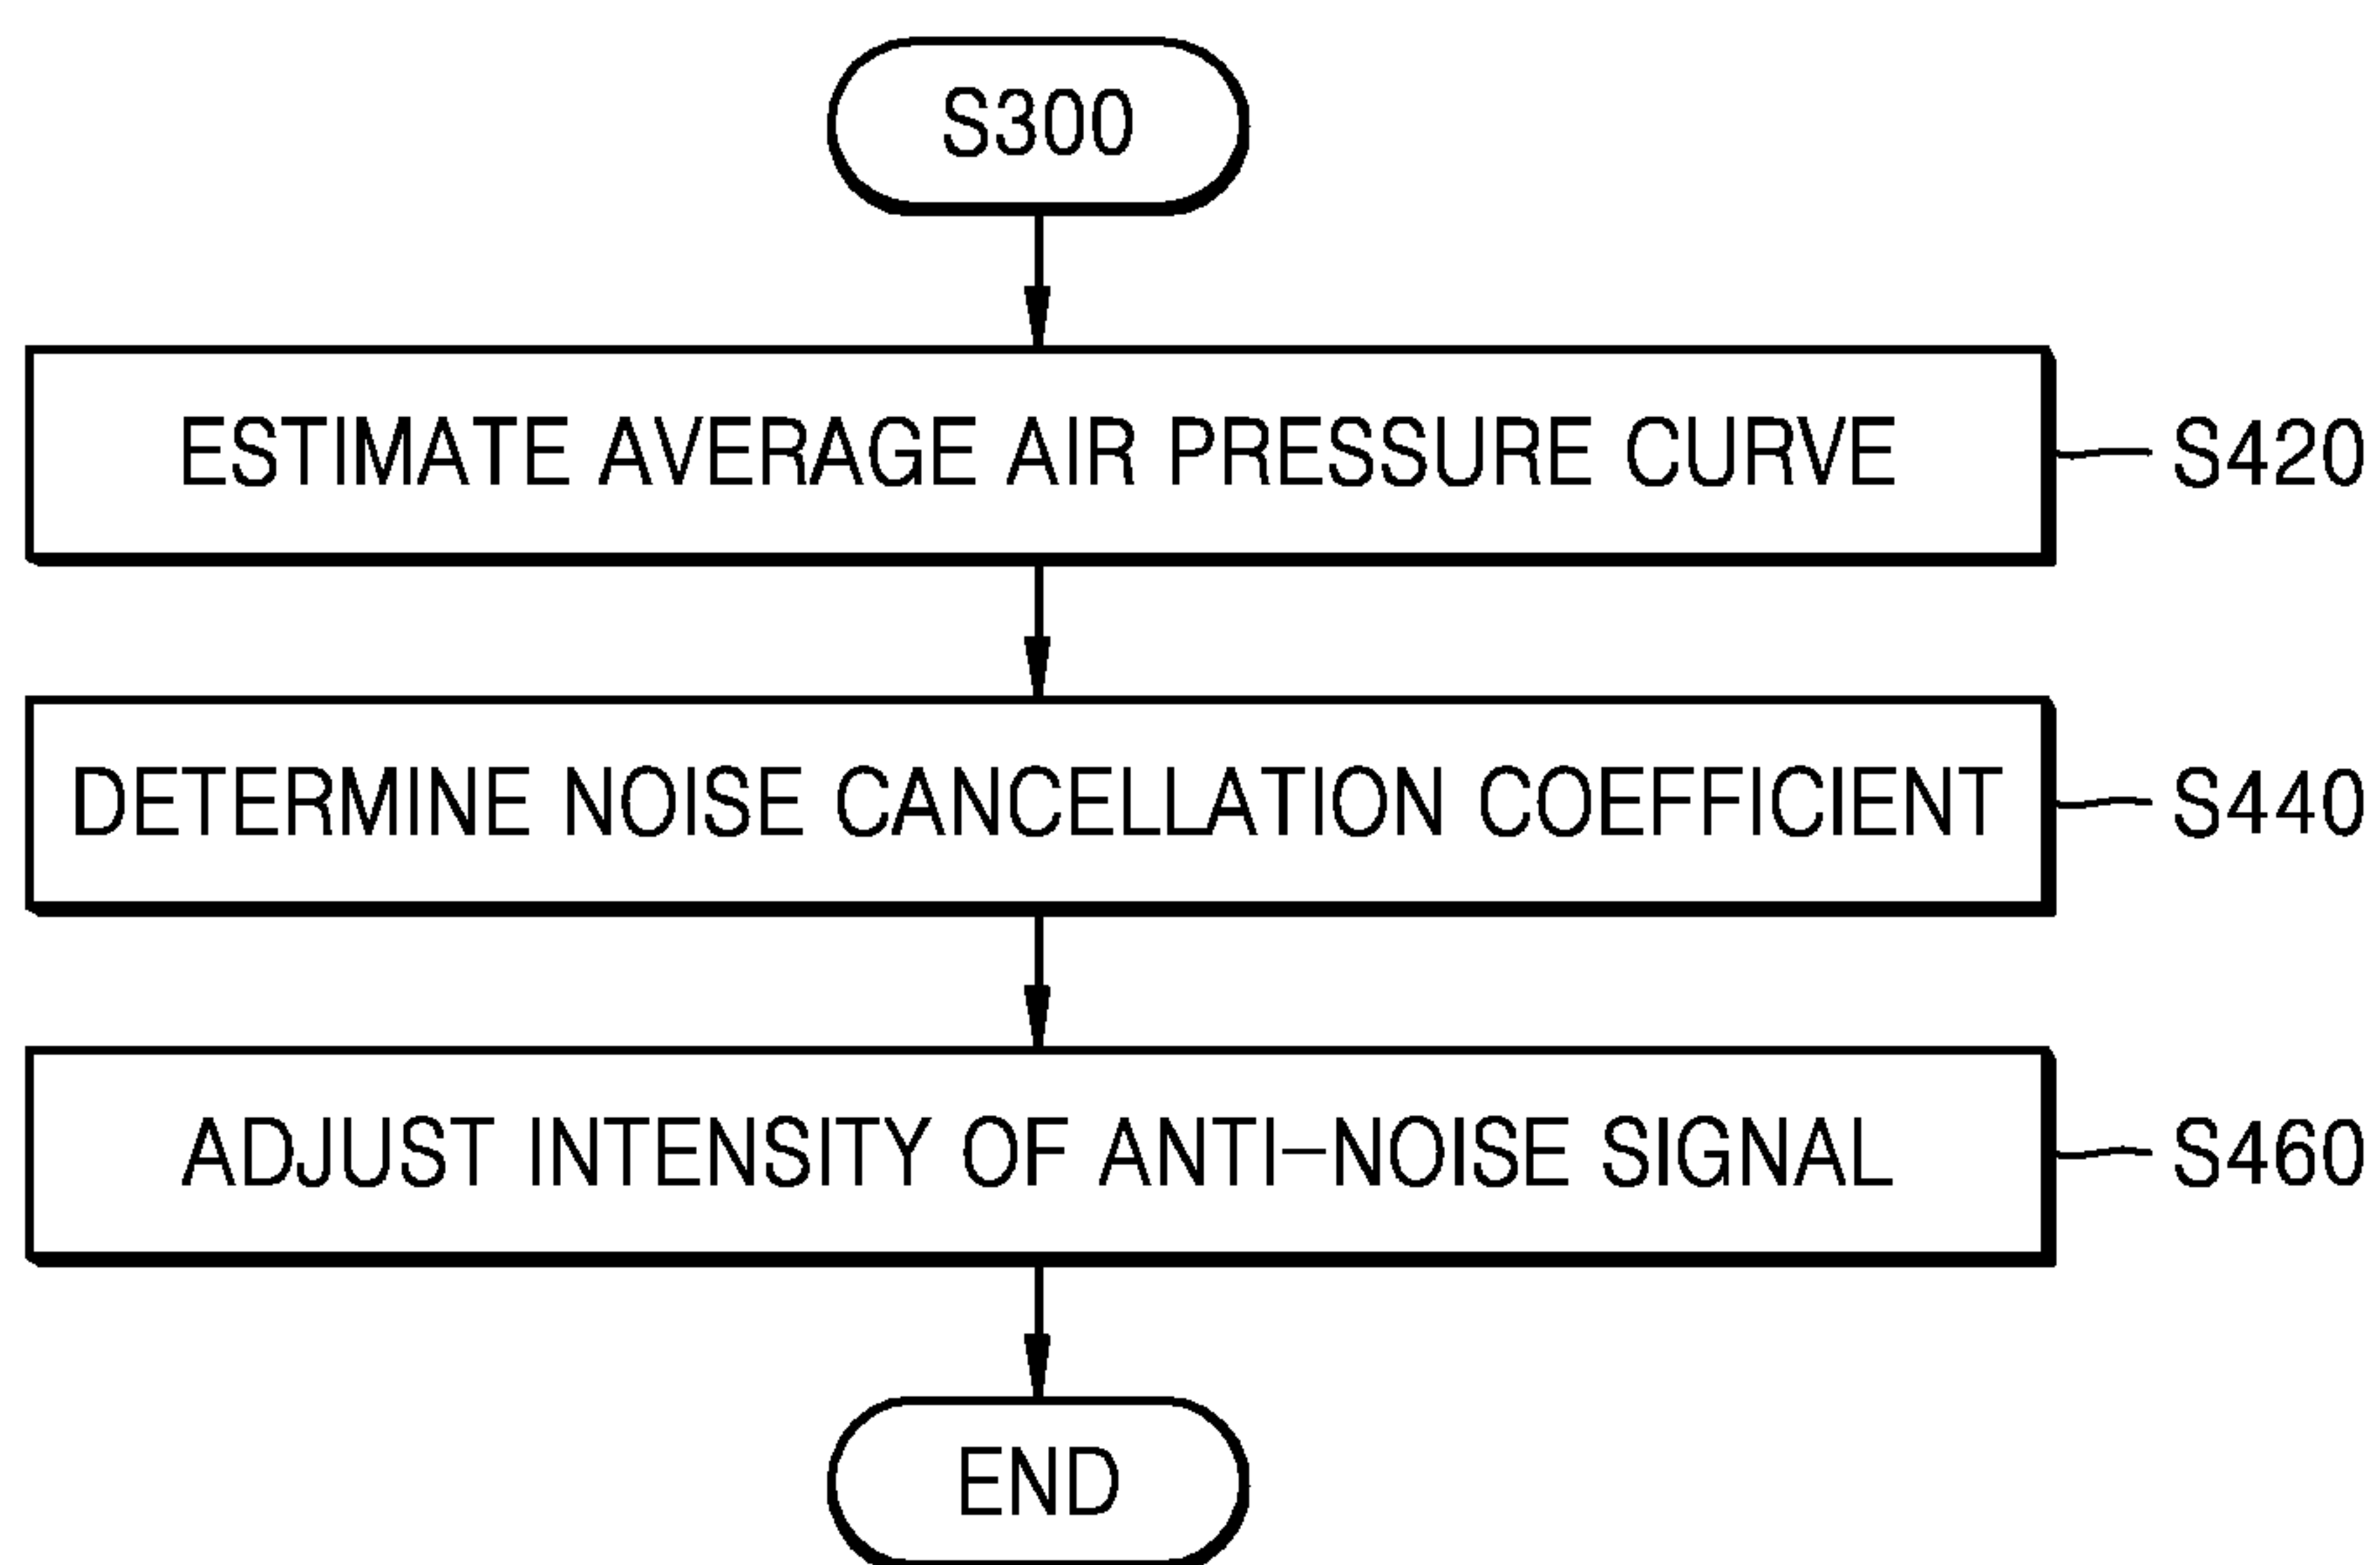 S300
ESTIMATE AVERAGE AIR PRESSURE CURVE
S420
DETERMINE NOISE CANCELLATION COEFFICIENT
S440
ADJUST INTENSITY OF ANTI-NOISE SIGNAL
S460
END